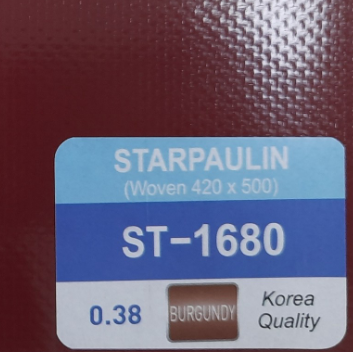 STARPAULIN
(Woven 420 x 500)
ST-1680
0.38
BURGUNDY
Korea
Quality